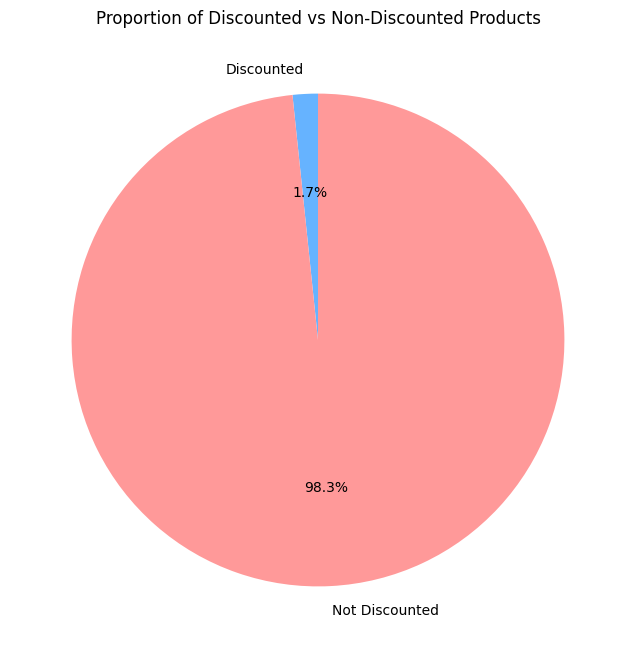 Proportion of Discounted vs Non-Discounted Products
Discounted
1.7%
98.3%
Not Discounted